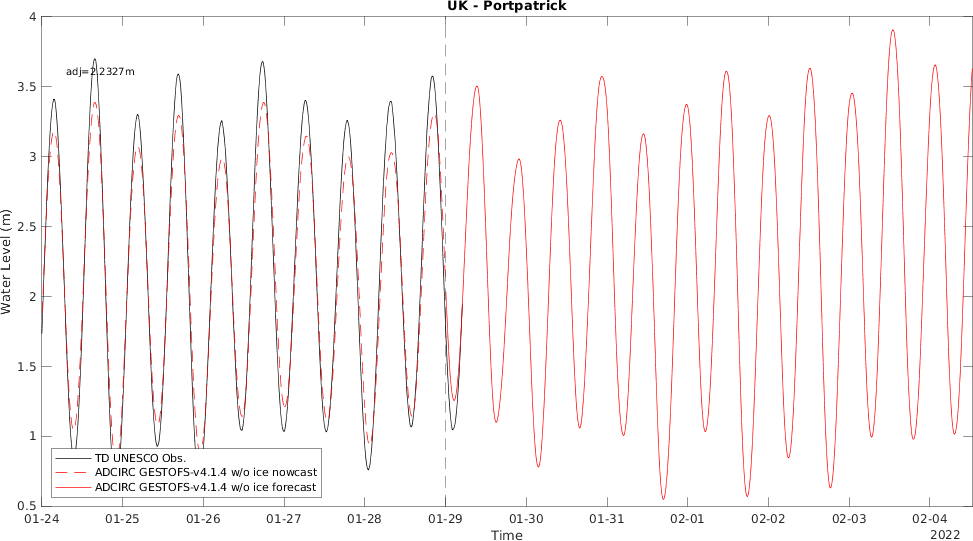 UK - Portpatrick
4
3.5
3
2.5
2
1.5
1
0.5
Water Level (m)
adj=2.2327m
TD UNESCO Obs.
ADCIRC GESTOFS-v4.1.4 w/o ice nowcast
ADCIRC GESTOFS-v4.1.4 w/o ice forecast
01-24 01-25 01-26 01-27 01-28 01-29 01-30 01-31 02-01 02-02 02-03 02-04
Time
2022